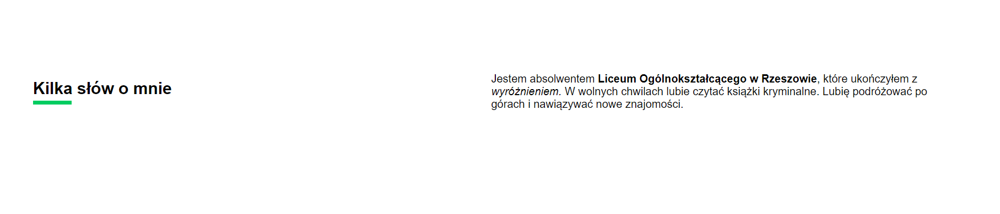 Kilka słów o mnie
Jestem absolwentem Liceum Ogólnokształcącego w Rzeszowie, które ukończyłem z
wyróżnieniem. W wolnych chwilach lubie czytać książki kryminalne. Lubię podróżować po
górach i nawiązywać nowe znajomości.